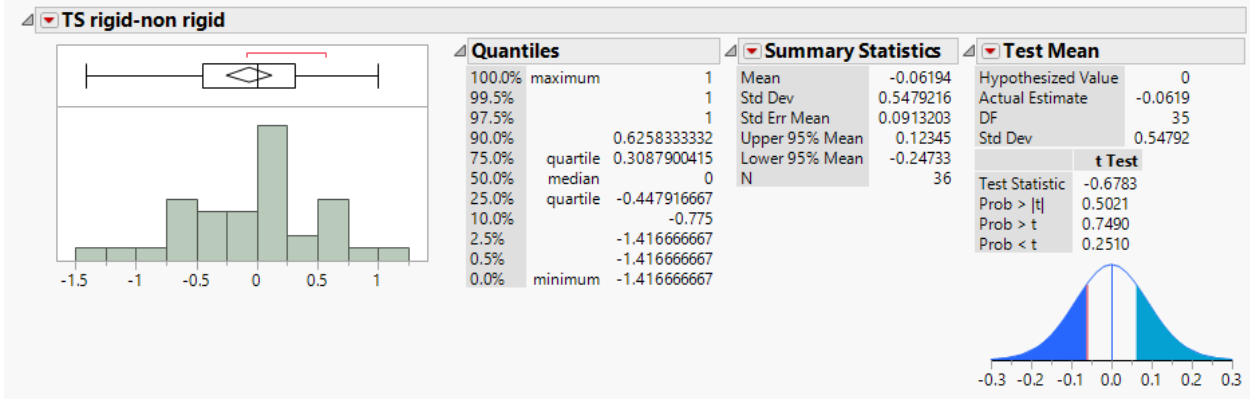 TS rigid-non rigid
-1.5 -1 -0.5 0 0.5 1
Quantiles
100.0% maximum 1
99.5% 1
97.5% 1
90.0% 0.6258333332
75.0% quartile 0.3087900415
50.0% median 0
25.0% quartile -0.447916667
10.0% -0.775
2.5% -1.416666667
0.5% -1.416666667
0.0% minimum -1.416666667
Summary Statistics
Mean -0.06194
Std Dev 0.5479216
Std Err Mean 0.0913203
Upper 95% Mean 0.12345
Lower 95% Mean -0.24733
N 36
Test Mean
Hypothesized Value 0
Actual Estimate -0.0619
DF 35
Std Dev 0.54792
t Test
Test Statistic -0.6783
Prob > |t| 0.5021
Prob > t 0.7490
Prob < t 0.2510
-0.3 -0.2 -0.1 0.0 0.1 0.2 0.3